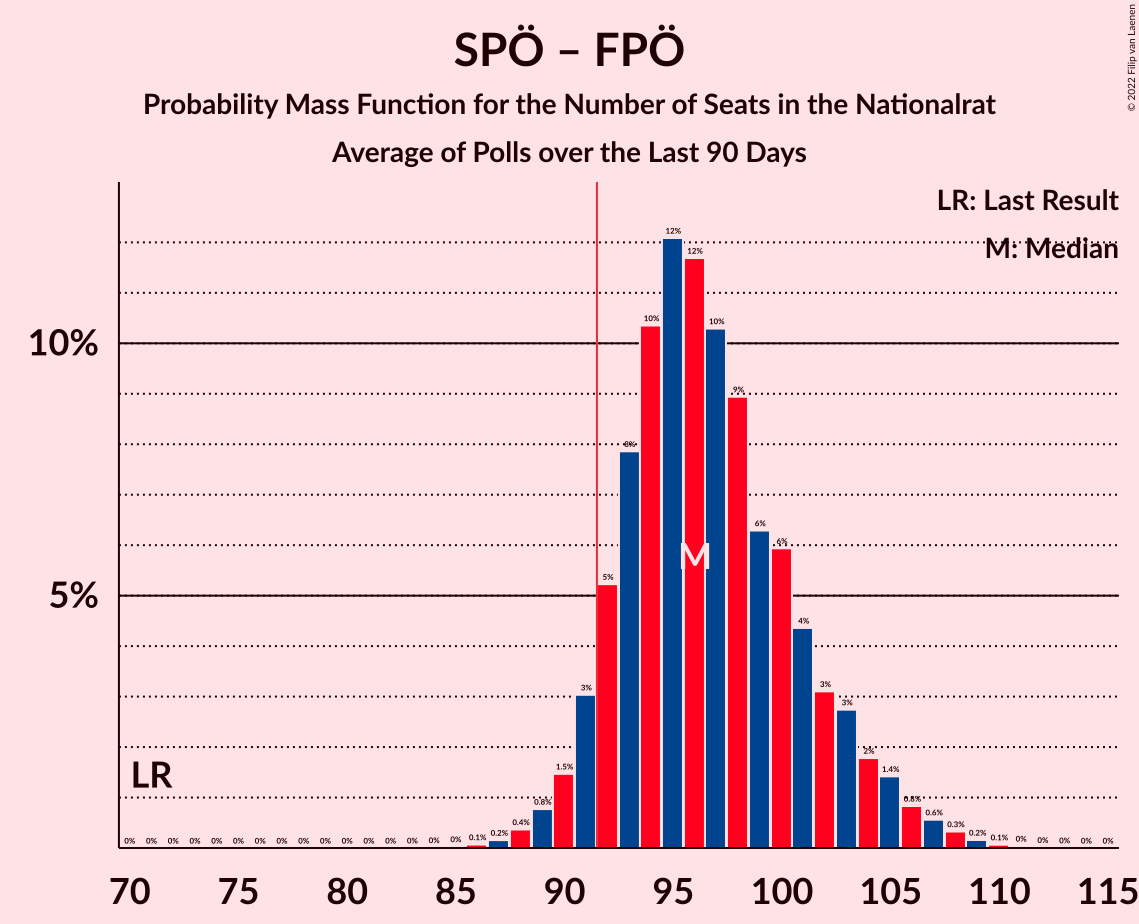 © 2022 Filip van Laenen
SPÖ – FPÖ
Probability Mass Function for the Number of Seats in the Nationalrat
Average of Polls over the Last 90 Days
LR: Last Result
M: Median
10%
5%
LR
M
0% 0% 0% 0% 0% 0% 0% 0% 0% 0% 0% 0% 0% 0% 0% 0% 0.1% 0.2% 0.4% 0.8% 1.5% 3% 5% 8% 10% 12% 12% 10% 9% 6% 6% 4% 3% 3% 2% 1.4% 0.8% 0.6% 0.3% 0.2% 0.1% 0% 0% 0% 0% 0%
70 75 80 85 90 95 100 105 110 115